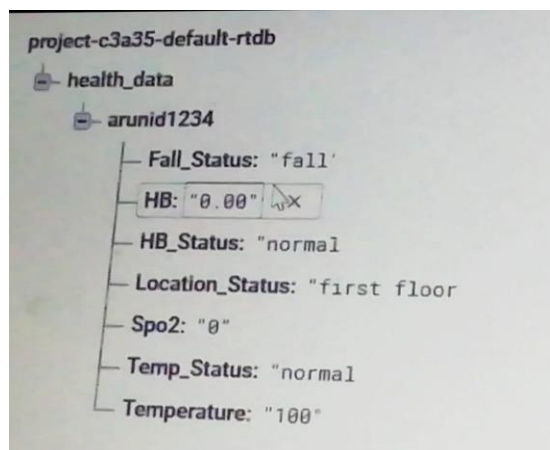 project-c3a35-default-rtdb
health_data
arunid1234
Fall_Status: "fall'
HB: "0.00" ×
HB_Status: "normal
Location_Status: "first floor
Spo2: "0"
Temp_Status: "normal
Temperature: "100"